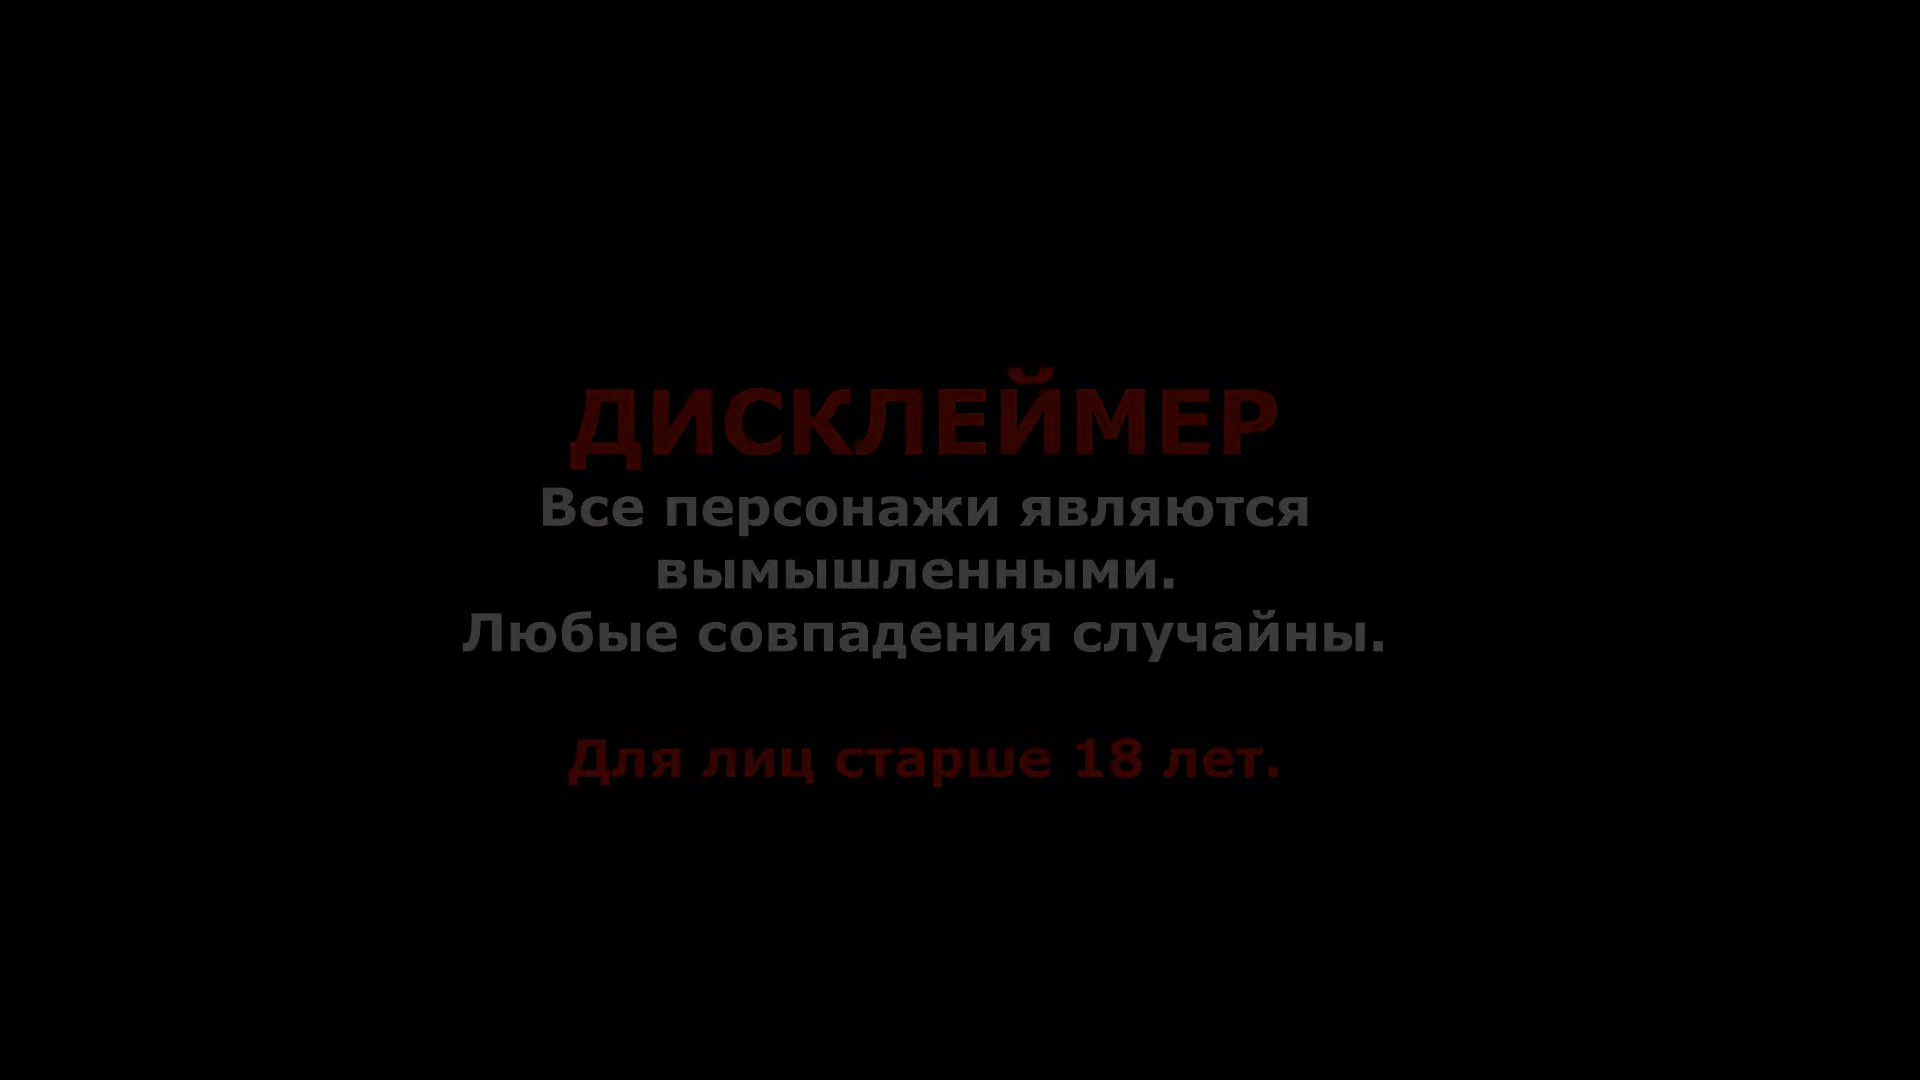 ДИСКЛЕЙМЕР
Все персонажи являются
вымышленными.
Любые совпадения случайны.
Для лиц старше 18 лет.